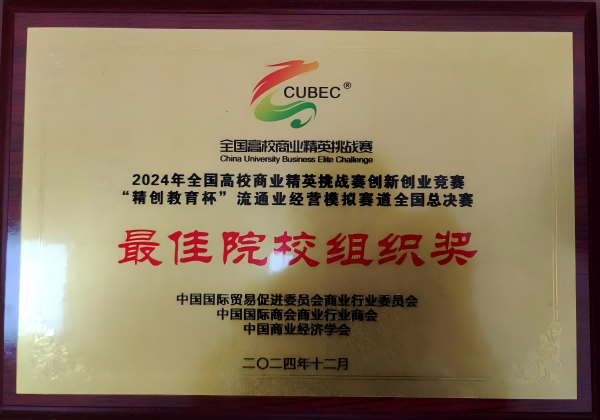 CUBEC®
全国高校商业精英挑战赛
China University Business Elite Challenge
2024年全国高校商业精英挑战赛创新创业竞赛
“精创教育杯”流通业经营模拟赛道全国总决赛
最佳院校组织奖
中国国际贸易促进委员会商业行业委员会
中国国际商会商业行业商会
中国商业经济学会
二〇二四年十二月